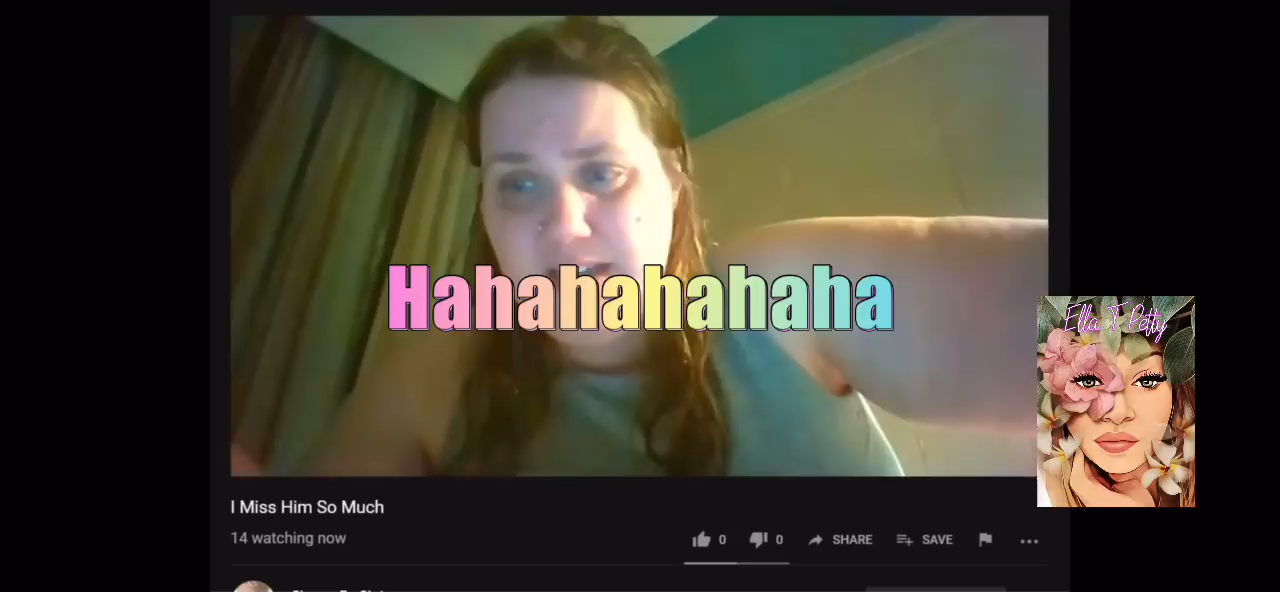 Hahahahahaha
Ella T Petty
I Miss Him So Much
14 watching now
0 0 SHARE SAVE